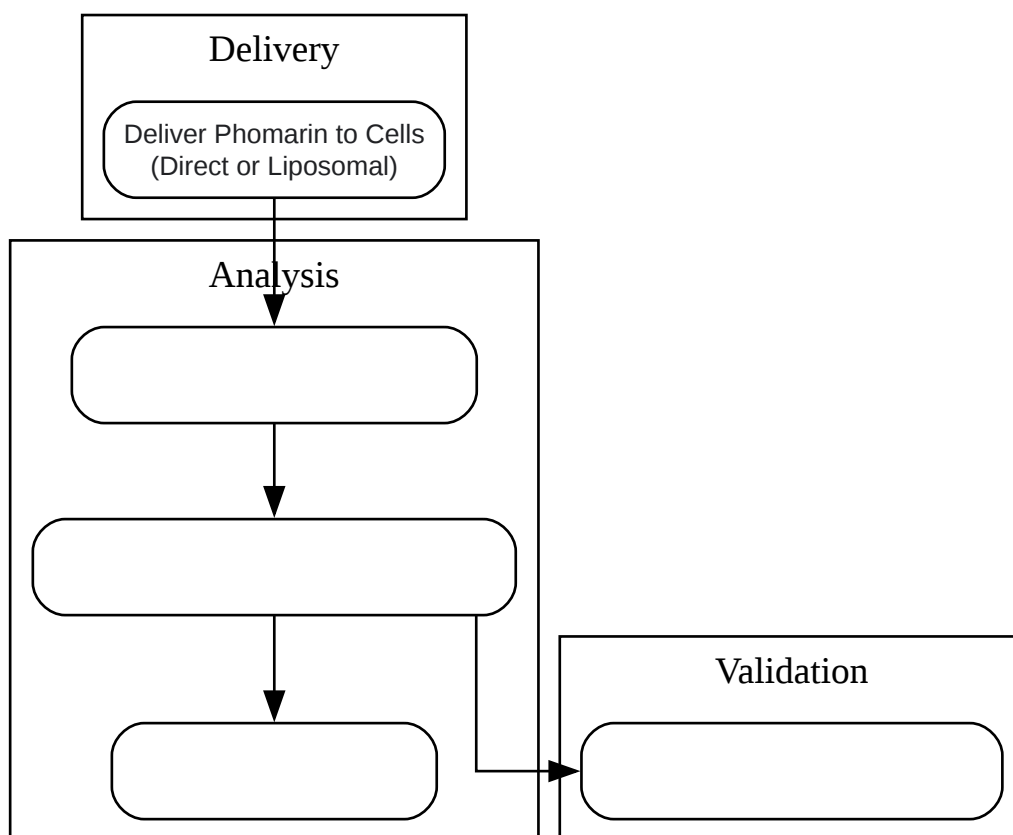 Delivery
Deliver Phomarin to Cells
(Direct or Liposomal)
Analysis
Validation